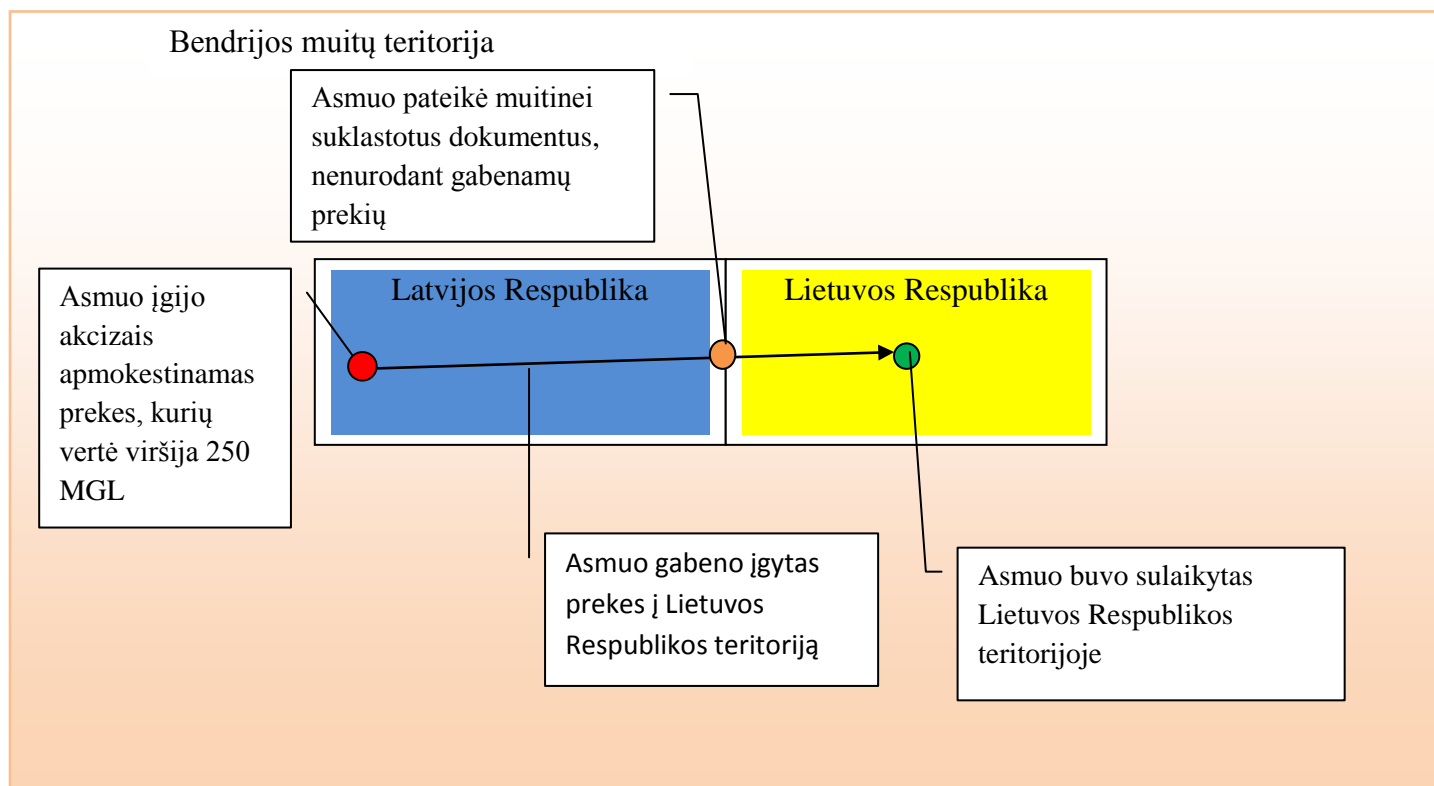 Bendrijos muitų teritorija
Asmuo pateikė muitinei
suklastotus dokumentus,
nenurodant gabenamų
prekių
Asmuo įgijo
akcizais
apmokestinamas
prekes, kurių
vertė viršija 250
MGL
Latvijos Respublika
Lietuvos Respublika
Asmuo gabeno įgytas
prekes į Lietuvos
Respublikos teritoriją
Asmuo buvo sulaikytas
Lietuvos Respublikos
teritorijoje